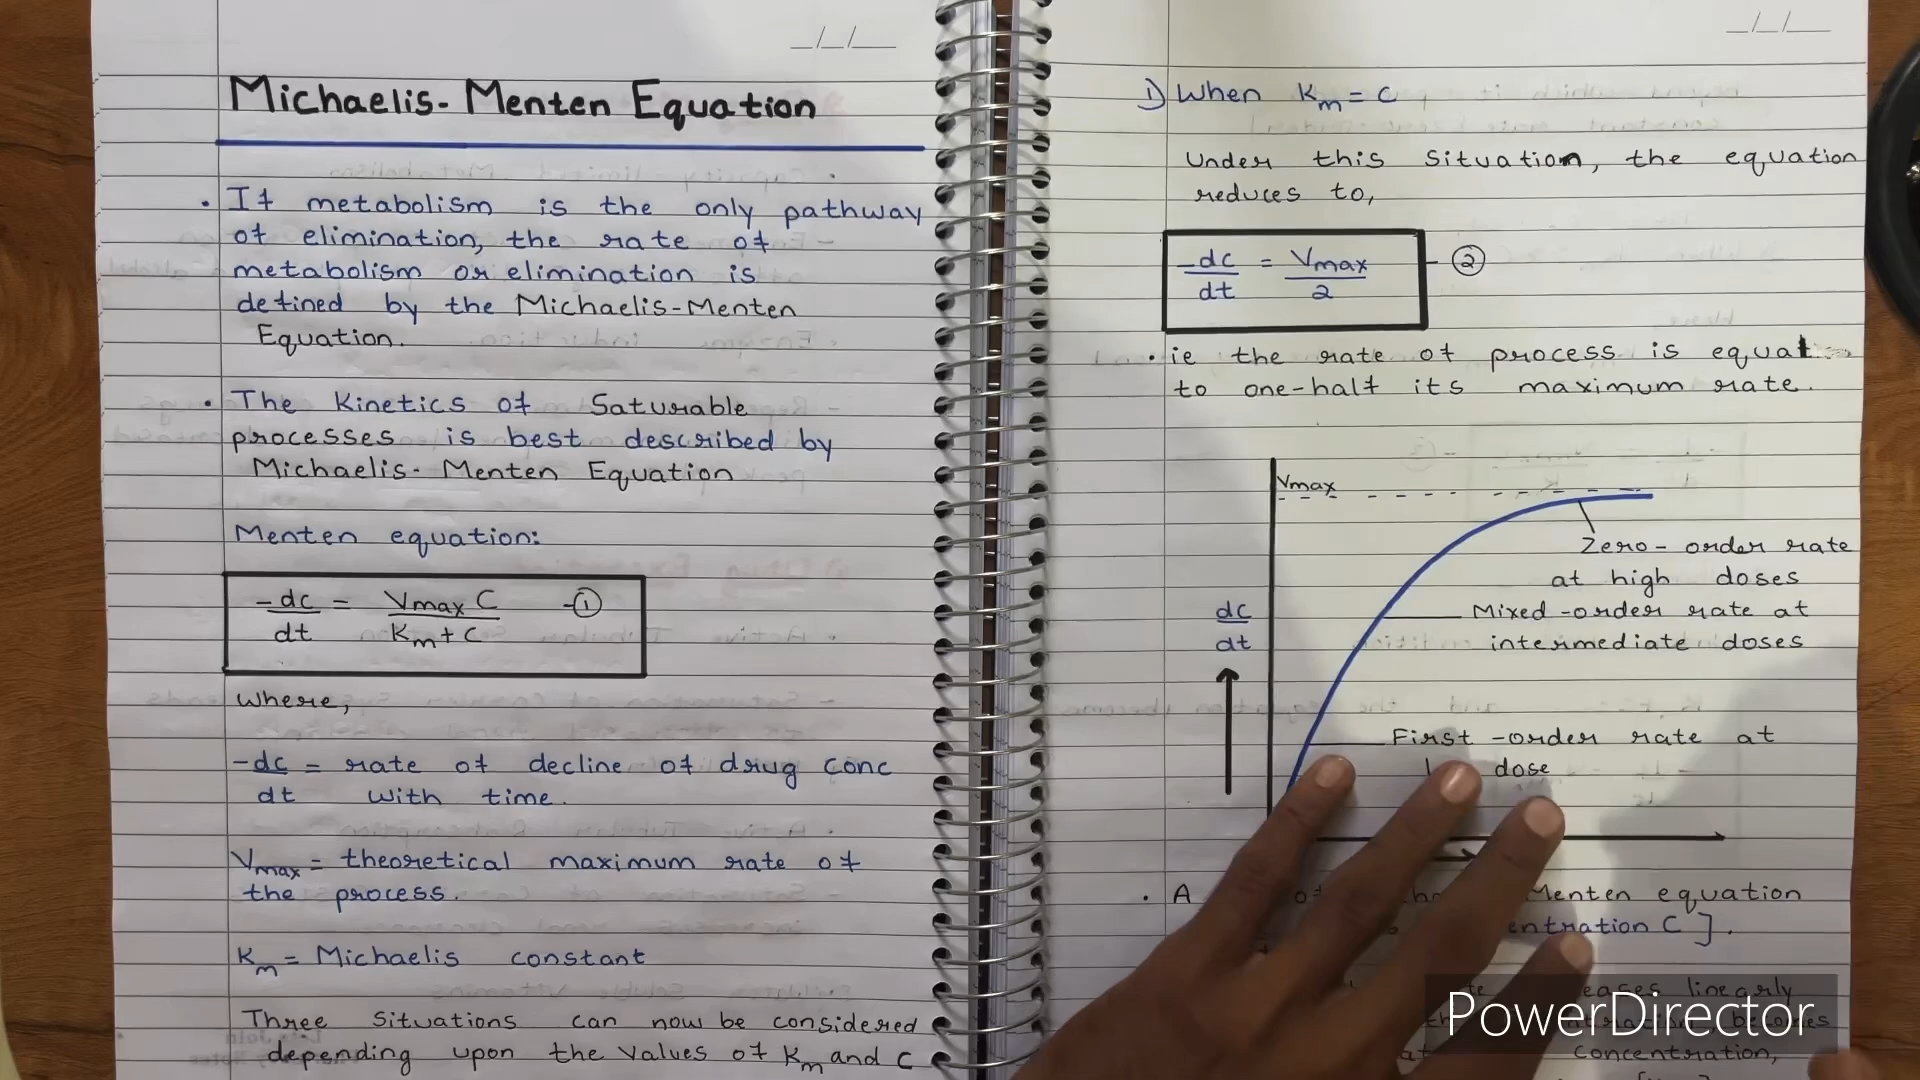 _/_/__
Michaelis-Menten Equation
• If metabolism is the only pathway
of elimination, the rate of
metabolism or elimination is
defined by the Michaelis-Menten
Equation.
• The Kinetics of Saturable
processes is best described by
Michaelis-Menten Equation
Menten equation:
-dc/dt = Vmax C/Km+C -①
Where,
-dc/dt = rate of decline of drug conc
with time.
Vmax = theoretical maximum rate of
the process.
Km = Michaelis constant
Three Situations can now be considered
depending upon the values of Km and C
_/_/__
1) When Km = C
Under this situation, the equation
reduces to,
-dc/dt = Vmax/2 - ②
• ie the rate of process is equal
to one-half its maximum rate.
Vmax
Zero-order rate
at high doses
dc/dt
Mixed-order rate at
intermediate doses
First-order rate at
dose
• A Menten equation
C].
linearly
PowerDirector
becomes
concentration,